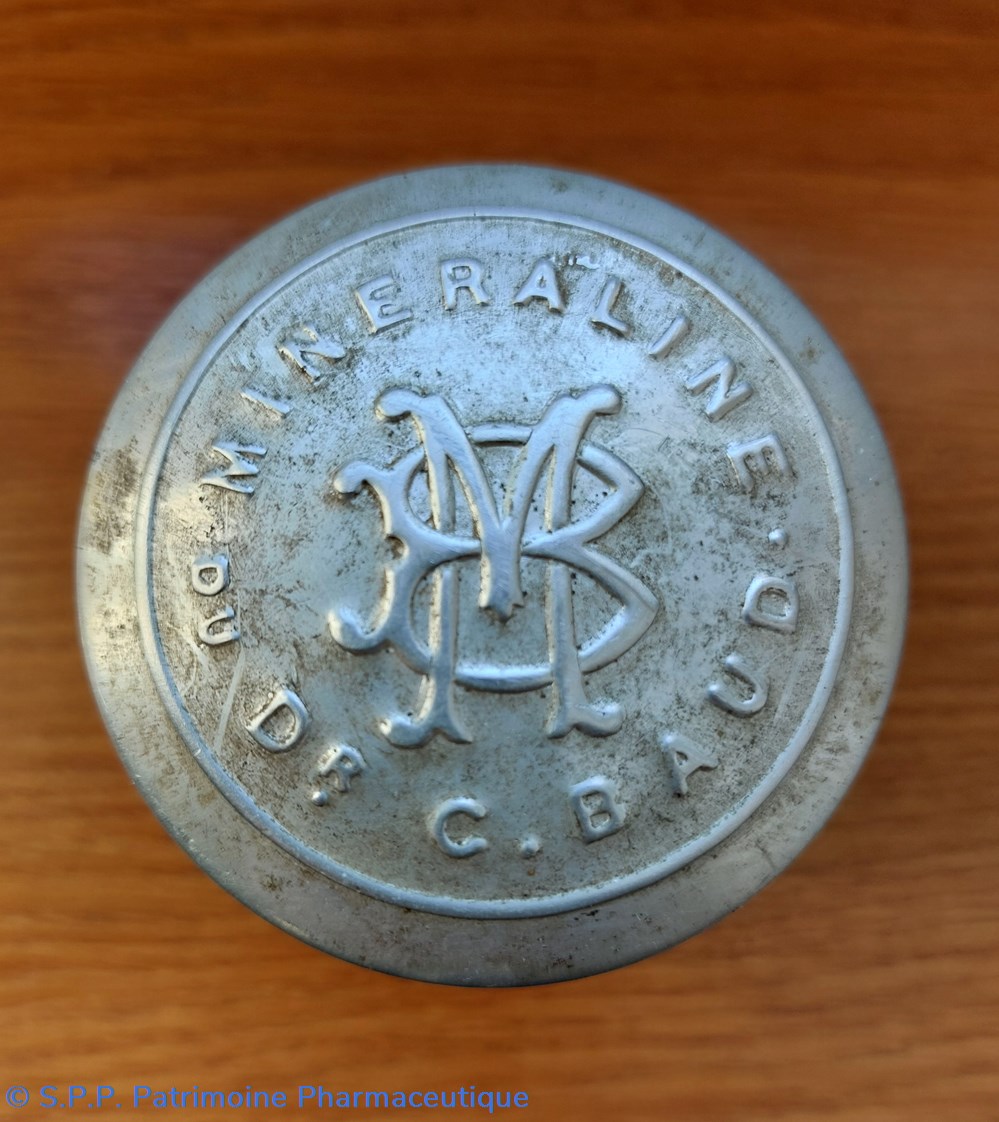 MINERALINE.
DU DR. C. BAUD
MB
© S.P.P. Patrimoine Pharmaceutique